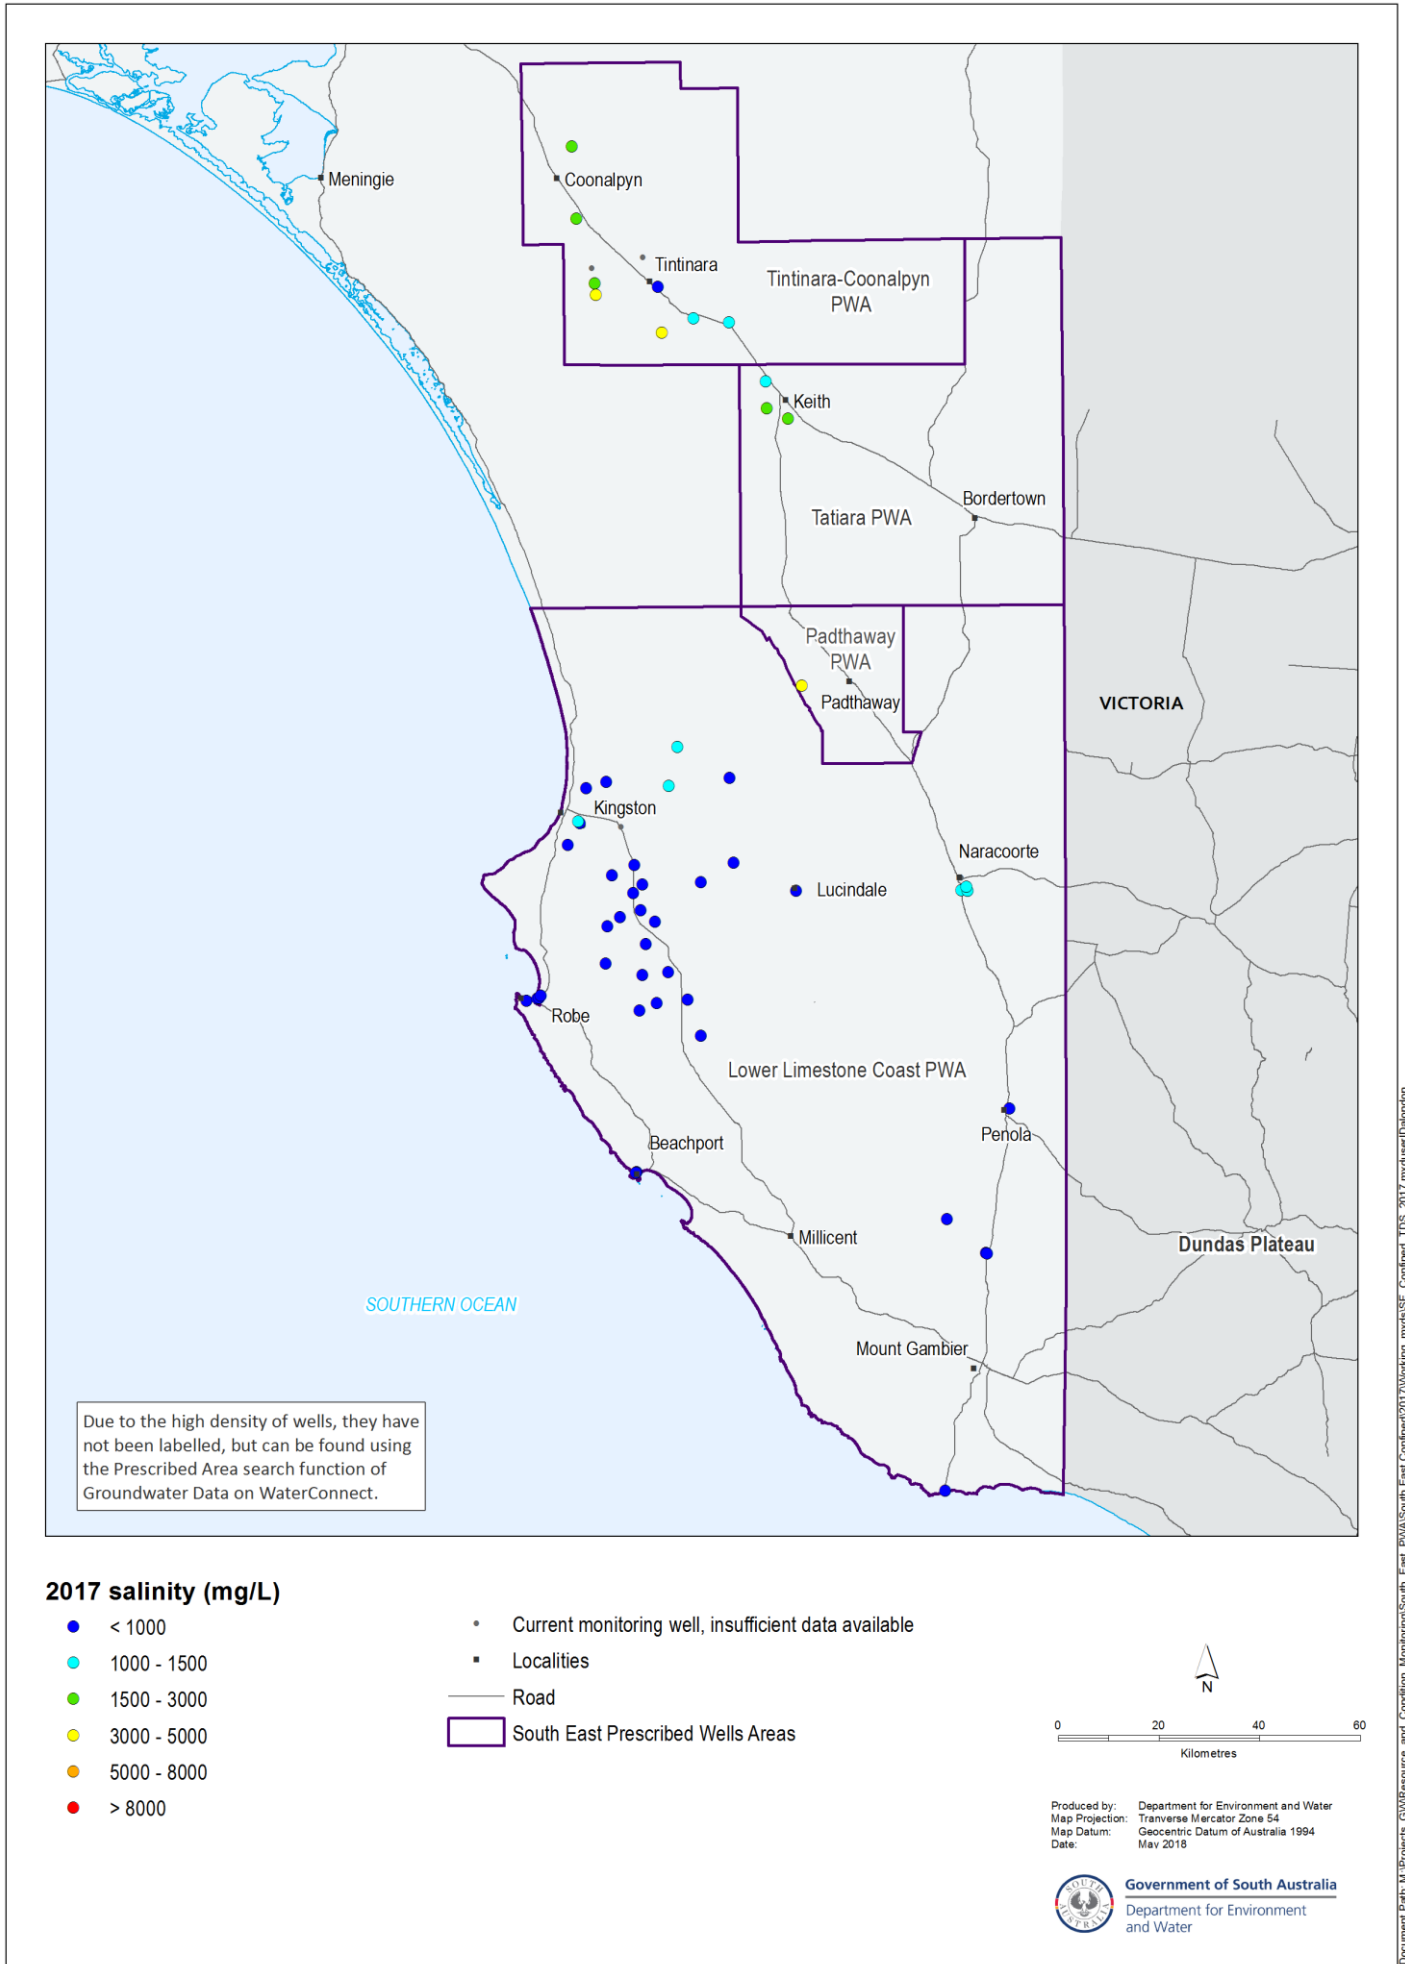 Meningie
Coonalpyn
Tintinara
Tintinara-Coonalpyn
PWA
Keith
Bordertown
Tatiara PWA
Padthaway
PWA
Padthaway
VICTORIA
Kingston
Naracoorte
Lucindale
Robe
Lower Limestone Coast PWA
Penola
Beachport
Millicent
Dundas Plateau
SOUTHERN OCEAN
Mount Gambier
Due to the high density of wells, they have
not been labelled, but can be found using
the Prescribed Area search function of
Groundwater Data on WaterConnect.
2017 salinity (mg/L)
< 1000
1000 - 1500
1500 - 3000
3000 - 5000
5000 - 8000
> 8000
Current monitoring well, insufficient data available
Localities
Road
South East Prescribed Wells Areas
N
0 20 40 60
Kilometres
Produced by: Department for Environment and Water
Map Projection: Tranverse Mercator Zone 54
Map Datum: Geocentric Datum of Australia 1994
Date: May 2018
SOUTH
AUSTRALIA
Government of South Australia
Department for Environment
and Water